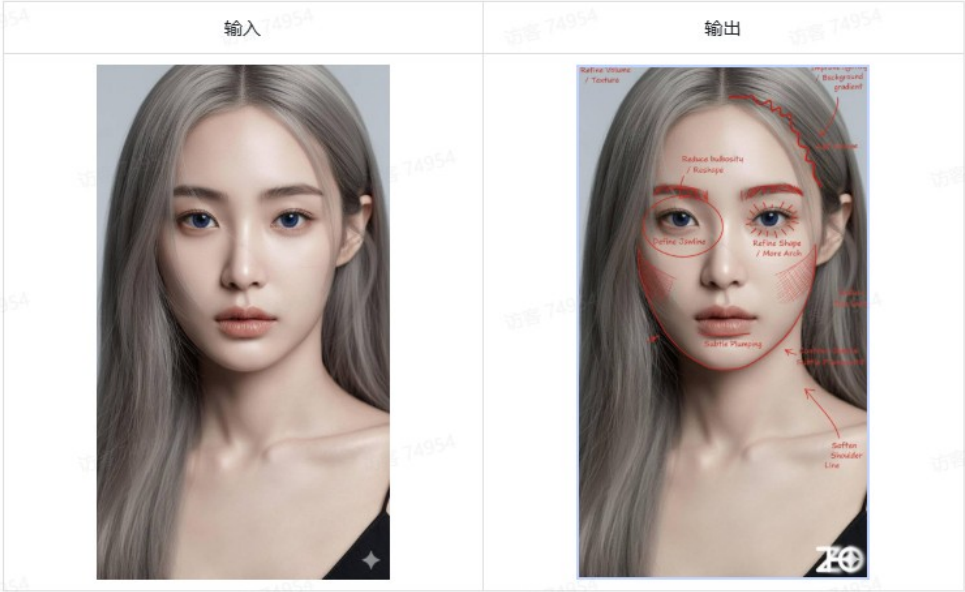 输入
输出
访客 74954
Refine Volume
/ Texture
/ Background
gradient
Reduce bulbosity
/ Reshape
Define Jawline
Refine Shape
/ More Arch
Subtle Plumping
Soften
Shoulder
Line